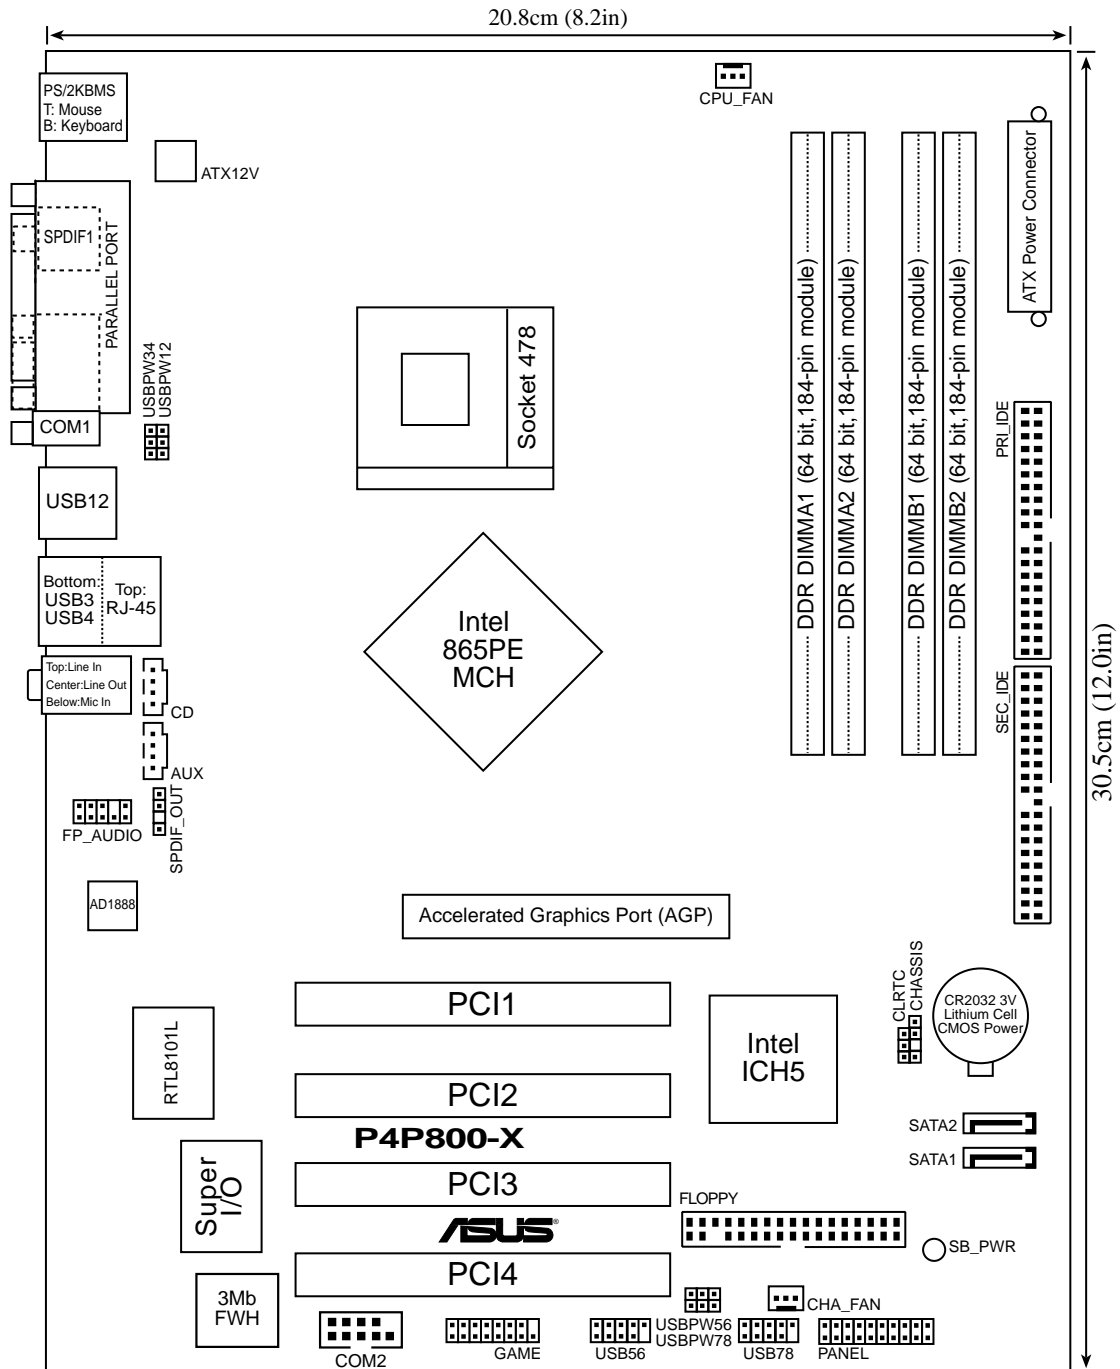 20.8cm (8.2in)
PS/2KBMS
T: Mouse
B: Keyboard
CPU_FAN
ATX12V
SPDIF1
PARALLEL PORT
ATX Power Connector
USBPW34
USBPW12
COM1
Socket 478
DDR DIMMA1 (64 bit,184-pin module)
DDR DIMMA2 (64 bit,184-pin module)
DDR DIMMB1 (64 bit,184-pin module)
DDR DIMMB2 (64 bit,184-pin module)
PRI_IDE
USB12
Bottom:
USB3
USB4
Top:
RJ-45
Intel
865PE
MCH
Top:Line In
Center:Line Out
Below:Mic In
CD
SEC_IDE
30.5cm (12.0in)
AUX
FP_AUDIO
SPDIF_OUT
AD1888
Accelerated Graphics Port (AGP)
PCI1
CLRTC
CHASSIS
CR2032 3V
Lithium Cell
CMOS Power
RTL8101L
Intel
ICH5
PCI2
P4P800-X
SATA2
SATA1
Super
I/O
PCI3
FLOPPY
ASUS®
SB_PWR
PCI4
3Mb
FWH
CHA_FAN
USBPW56
USBPW78
COM2
GAME
USB56
USB78
PANEL